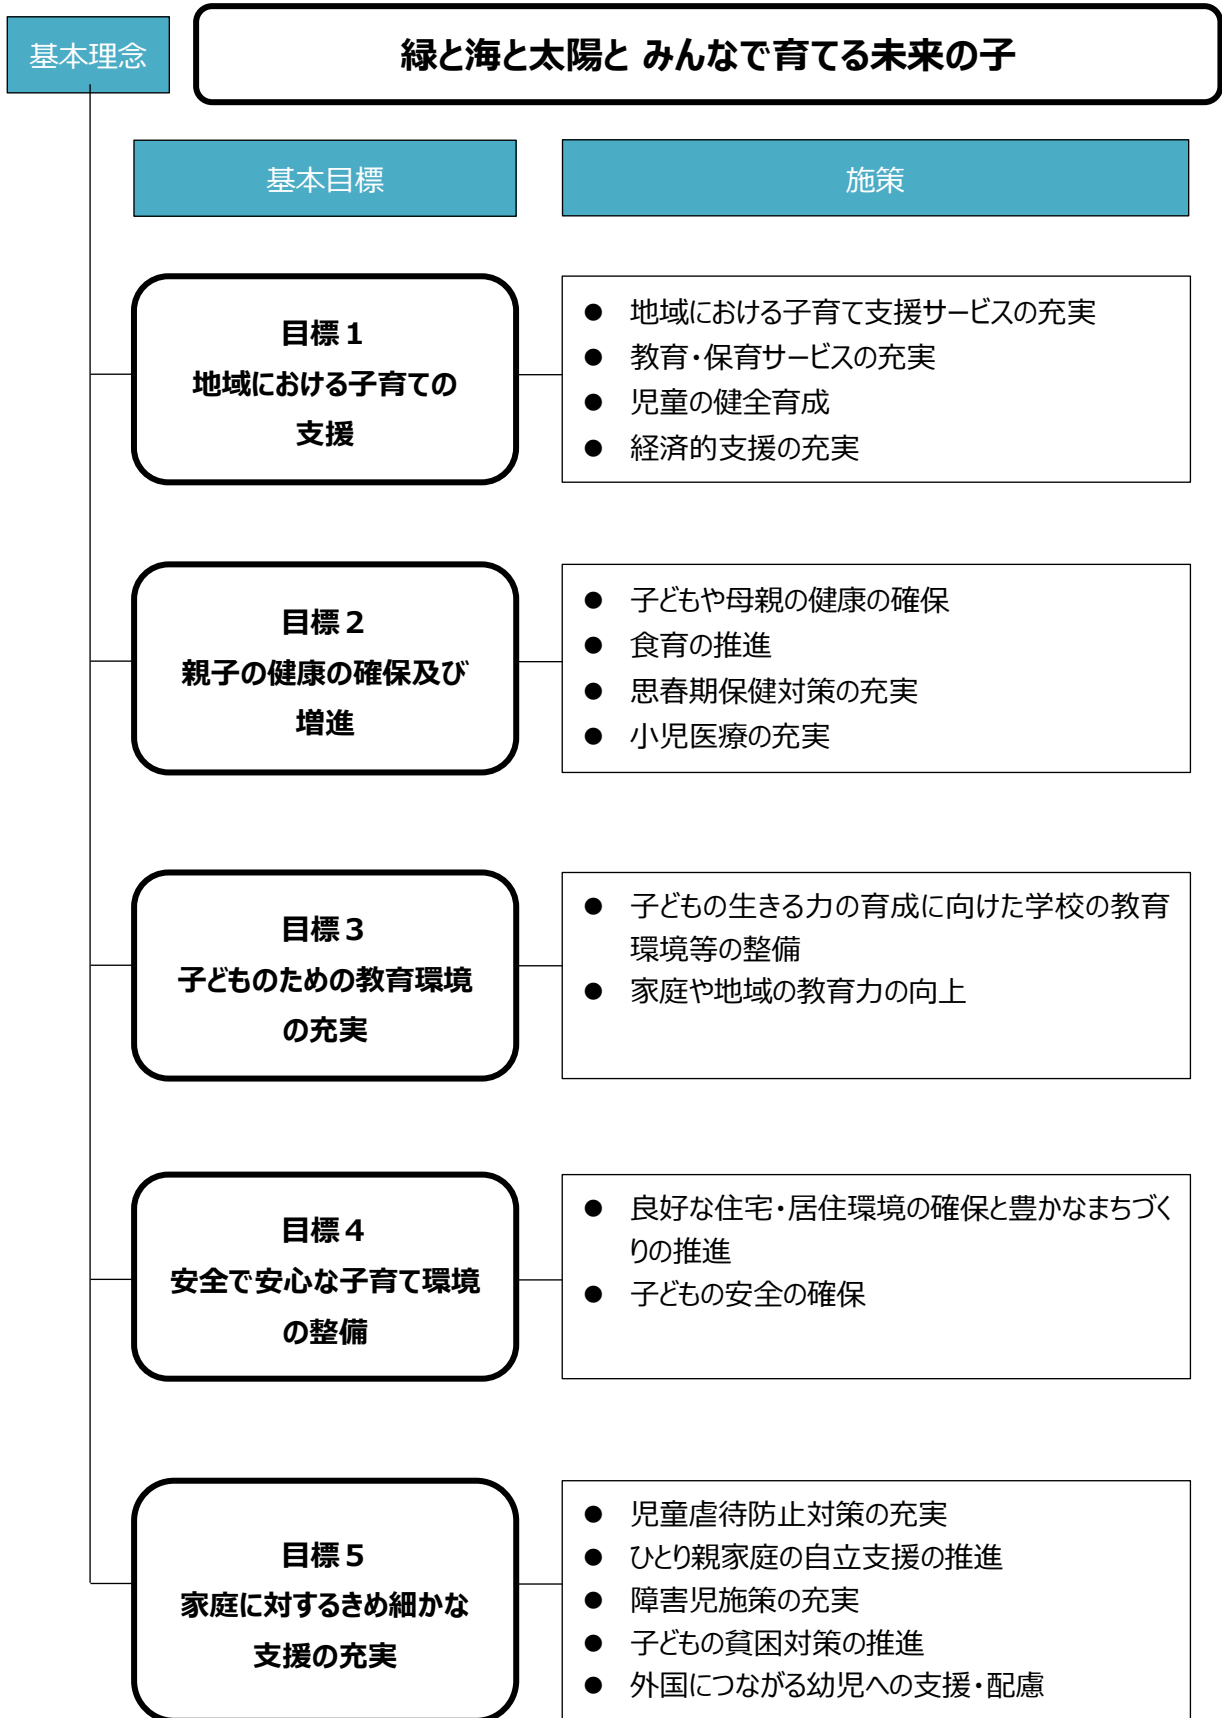 基本理念
緑と海と太陽と みんなで育てる未来の子
基本目標
施策
目標１
地域における子育ての
支援
● 地域における子育て支援サービスの充実
● 教育・保育サービスの充実
● 児童の健全育成
● 経済的支援の充実
目標２
親子の健康の確保及び
増進
● 子どもや母親の健康の確保
● 食育の推進
● 思春期保健対策の充実
● 小児医療の充実
目標３
子どものための教育環境
の充実
● 子どもの生きる力の育成に向けた学校の教育
環境等の整備
● 家庭や地域の教育力の向上
目標４
安全で安心な子育て環境
の整備
● 良好な住宅・居住環境の確保と豊かなまちづく
りの推進
● 子どもの安全の確保
目標５
家庭に対するきめ細かな
支援の充実
● 児童虐待防止対策の充実
● ひとり親家庭の自立支援の推進
● 障害児施策の充実
● 子どもの貧困対策の推進
● 外国につながる幼児への支援・配慮